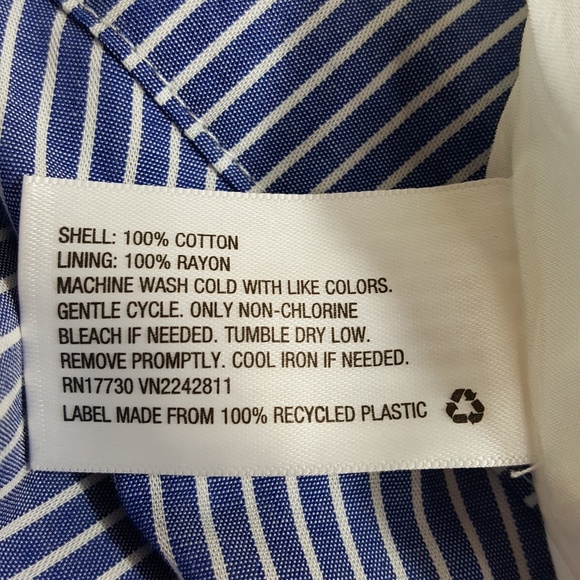 SHELL: 100% COTTON
LINING: 100% RAYON
MACHINE WASH COLD WITH LIKE COLORS.
GENTLE CYCLE. ONLY NON-CHLORINE
BLEACH IF NEEDED. TUMBLE DRY LOW.
REMOVE PROMPTLY. COOL IRON IF NEEDED.
RN17730 VN2242811
LABEL MADE FROM 100% RECYCLED PLASTIC